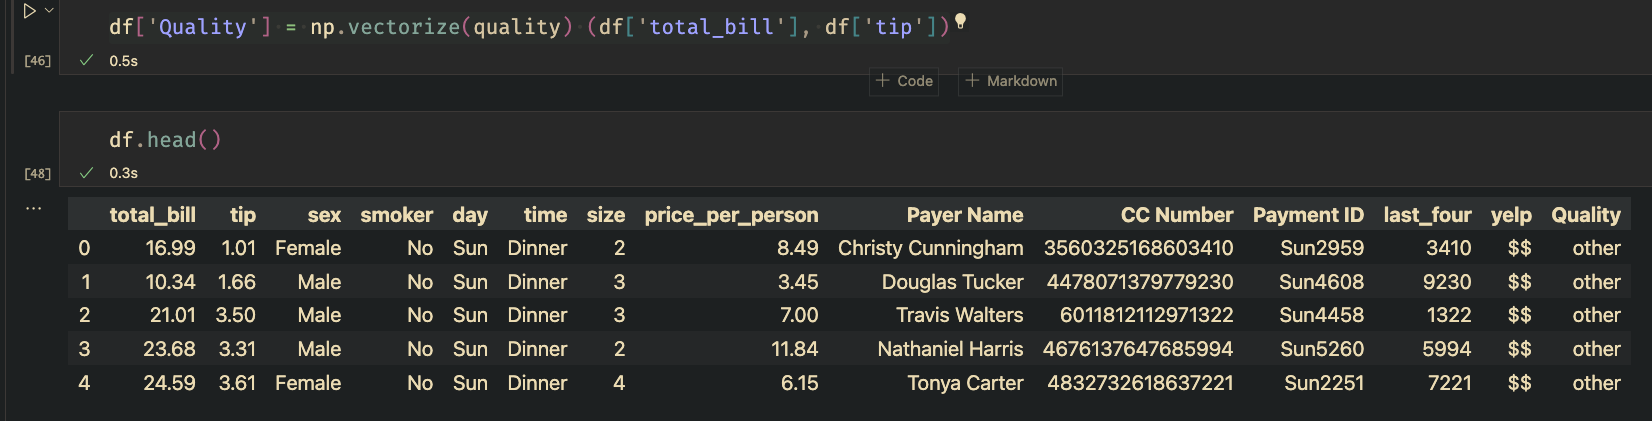 df['Quality'] = np.vectorize(quality) (df['total_bill'], df['tip'])
[46] 0.5s
+ Code + Markdown
df.head()
[48] 0.3s
...
total_bill tip sex smoker day time size price_per_person Payer Name CC Number Payment ID last_four yelp Quality
0 16.99 1.01 Female No Sun Dinner 2 8.49 Christy Cunningham 3560325168603410 Sun2959 3410 $$ other
1 10.34 1.66 Male No Sun Dinner 3 3.45 Douglas Tucker 4478071379779230 Sun4608 9230 $$ other
2 21.01 3.50 Male No Sun Dinner 3 7.00 Travis Walters 6011812112971322 Sun4458 1322 $$ other
3 23.68 3.31 Male No Sun Dinner 2 11.84 Nathaniel Harris 4676137647685994 Sun5260 5994 $$ other
4 24.59 3.61 Female No Sun Dinner 4 6.15 Tonya Carter 4832732618637221 Sun2251 7221 $$ other